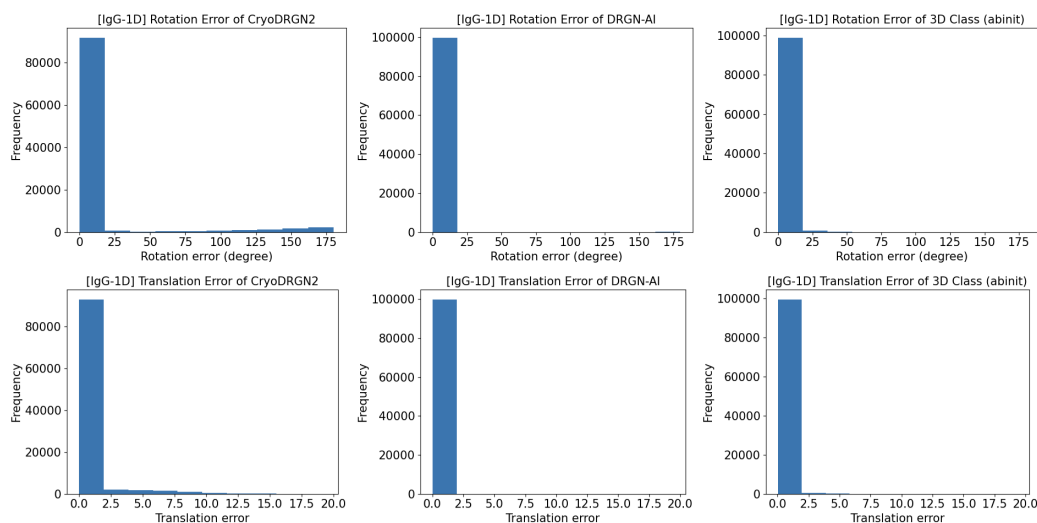 [IgG-1D] Rotation Error of CryoDRGN2
80000
60000
40000
20000
0
Frequency
0 25 50 75 100 125 150 175
Rotation error (degree)
[IgG-1D] Rotation Error of DRGN-AI
100000
80000
60000
40000
20000
0
Frequency
0 25 50 75 100 125 150 175
Rotation error (degree)
[IgG-1D] Rotation Error of 3D Class (abinit)
100000
80000
60000
40000
20000
0
Frequency
0 25 50 75 100 125 150 175
Rotation error (degree)
[IgG-1D] Translation Error of CryoDRGN2
80000
60000
40000
20000
0
Frequency
0.0 2.5 5.0 7.5 10.0 12.5 15.0 17.5 20.0
Translation error
[IgG-1D] Translation Error of DRGN-AI
100000
80000
60000
40000
20000
0
Frequency
0.0 2.5 5.0 7.5 10.0 12.5 15.0 17.5 20.0
Translation error
[IgG-1D] Translation Error of 3D Class (abinit)
100000
80000
60000
40000
20000
0
Frequency
0.0 2.5 5.0 7.5 10.0 12.5 15.0 17.5 20.0
Translation error